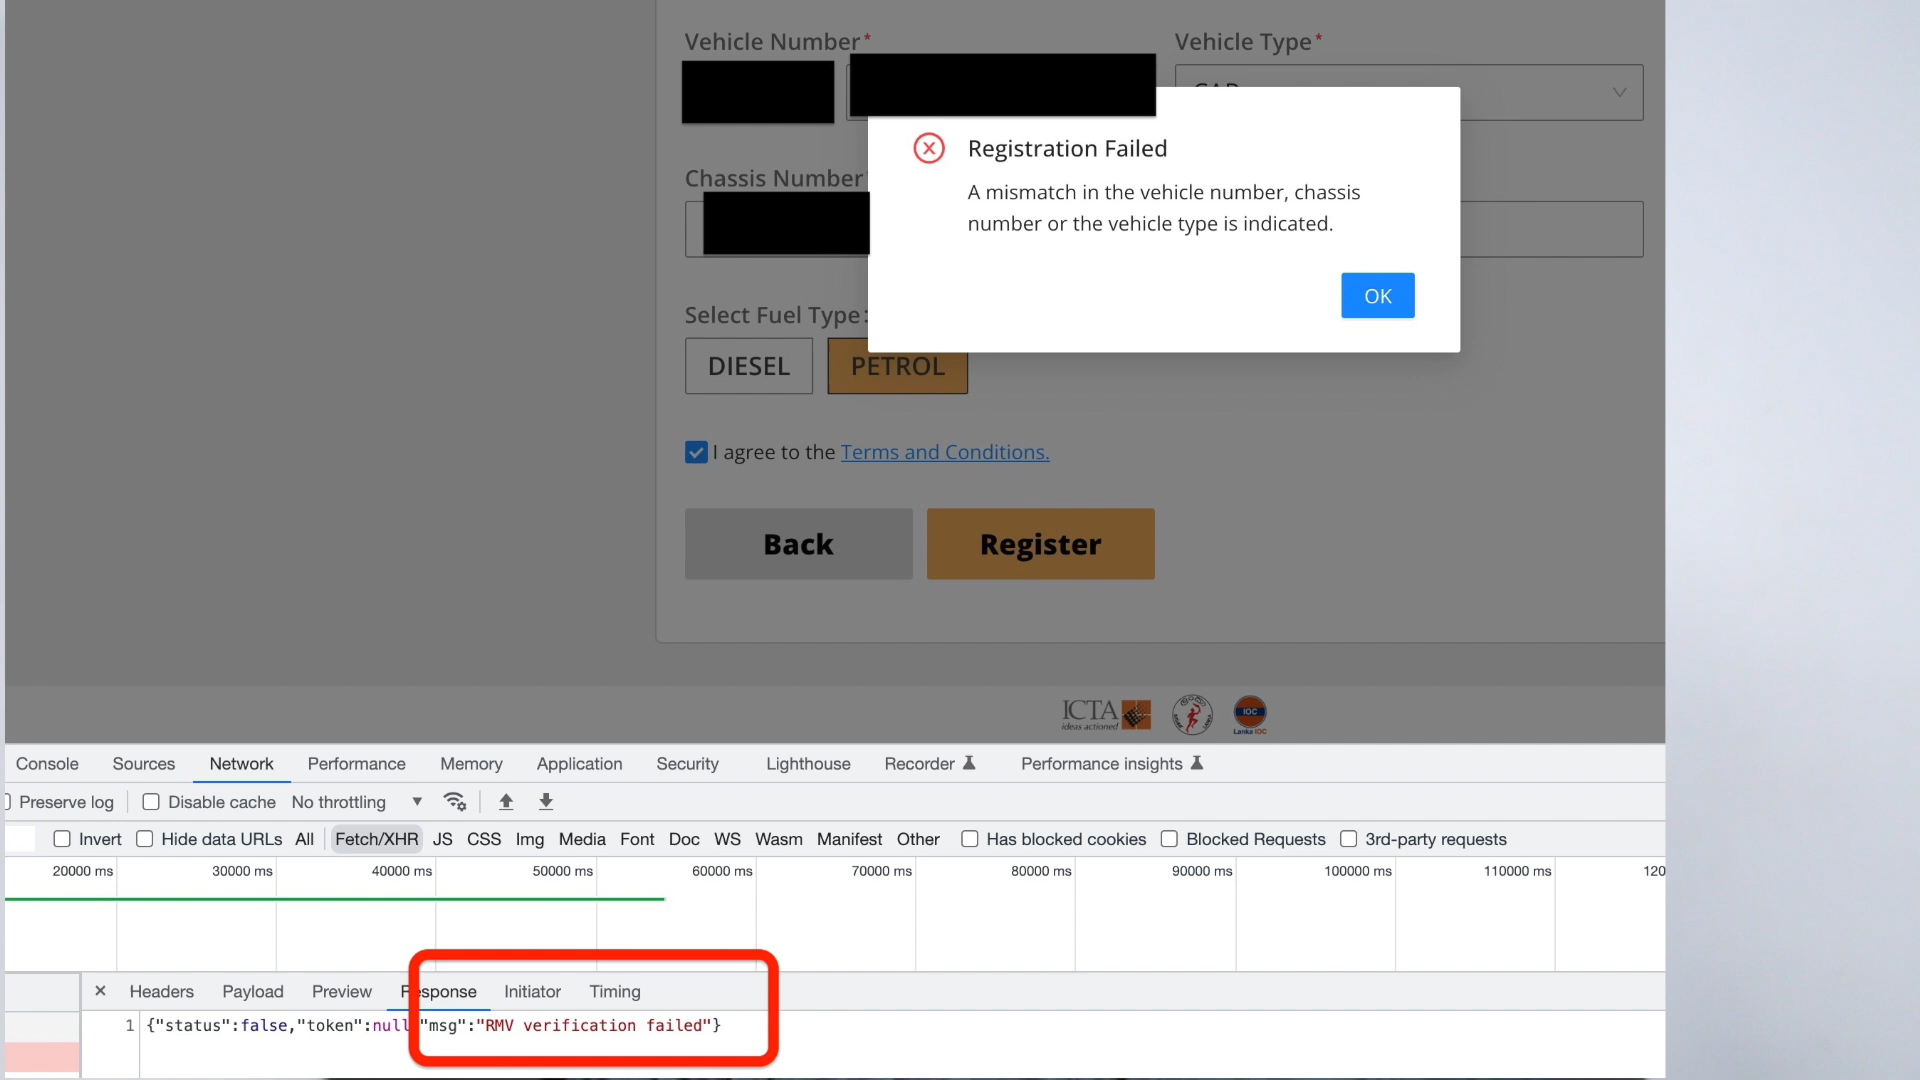 Vehicle Number*
Vehicle Type*
Registration Failed
A mismatch in the vehicle number, chassis
number or the vehicle type is indicated.
OK
Chassis Number
Select Fuel Type:
DIESEL
PETROL
I agree to the Terms and Conditions.
Back
Register
ICTA
ideas actioned
IOC
Lanka IOC
Console Sources Network Performance Memory Application Security Lighthouse Recorder Performance insights
Preserve log Disable cache No throttling
Invert Hide data URLs All Fetch/XHR JS CSS Img Media Font Doc WS Wasm Manifest Other Has blocked cookies Blocked Requests 3rd-party requests
20000 ms 30000 ms 40000 ms 50000 ms 60000 ms 70000 ms 80000 ms 90000 ms 100000 ms 110000 ms 120
× Headers Payload Preview Response Initiator Timing
1 {"status":false,"token":null "msg":"RMV verification failed"}